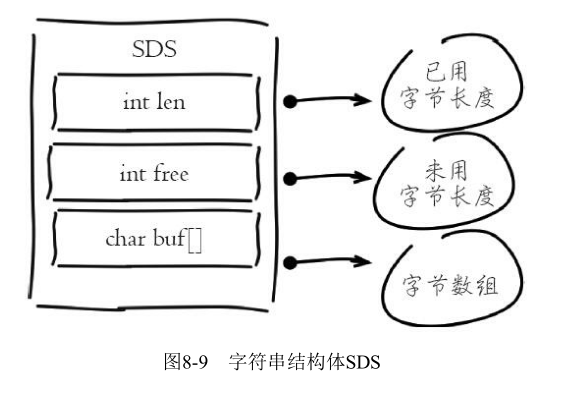 SDS
int len
已用
字节长度
int free
未用
字节长度
char buf[]
字节数组
图8-9 字符串结构体SDS